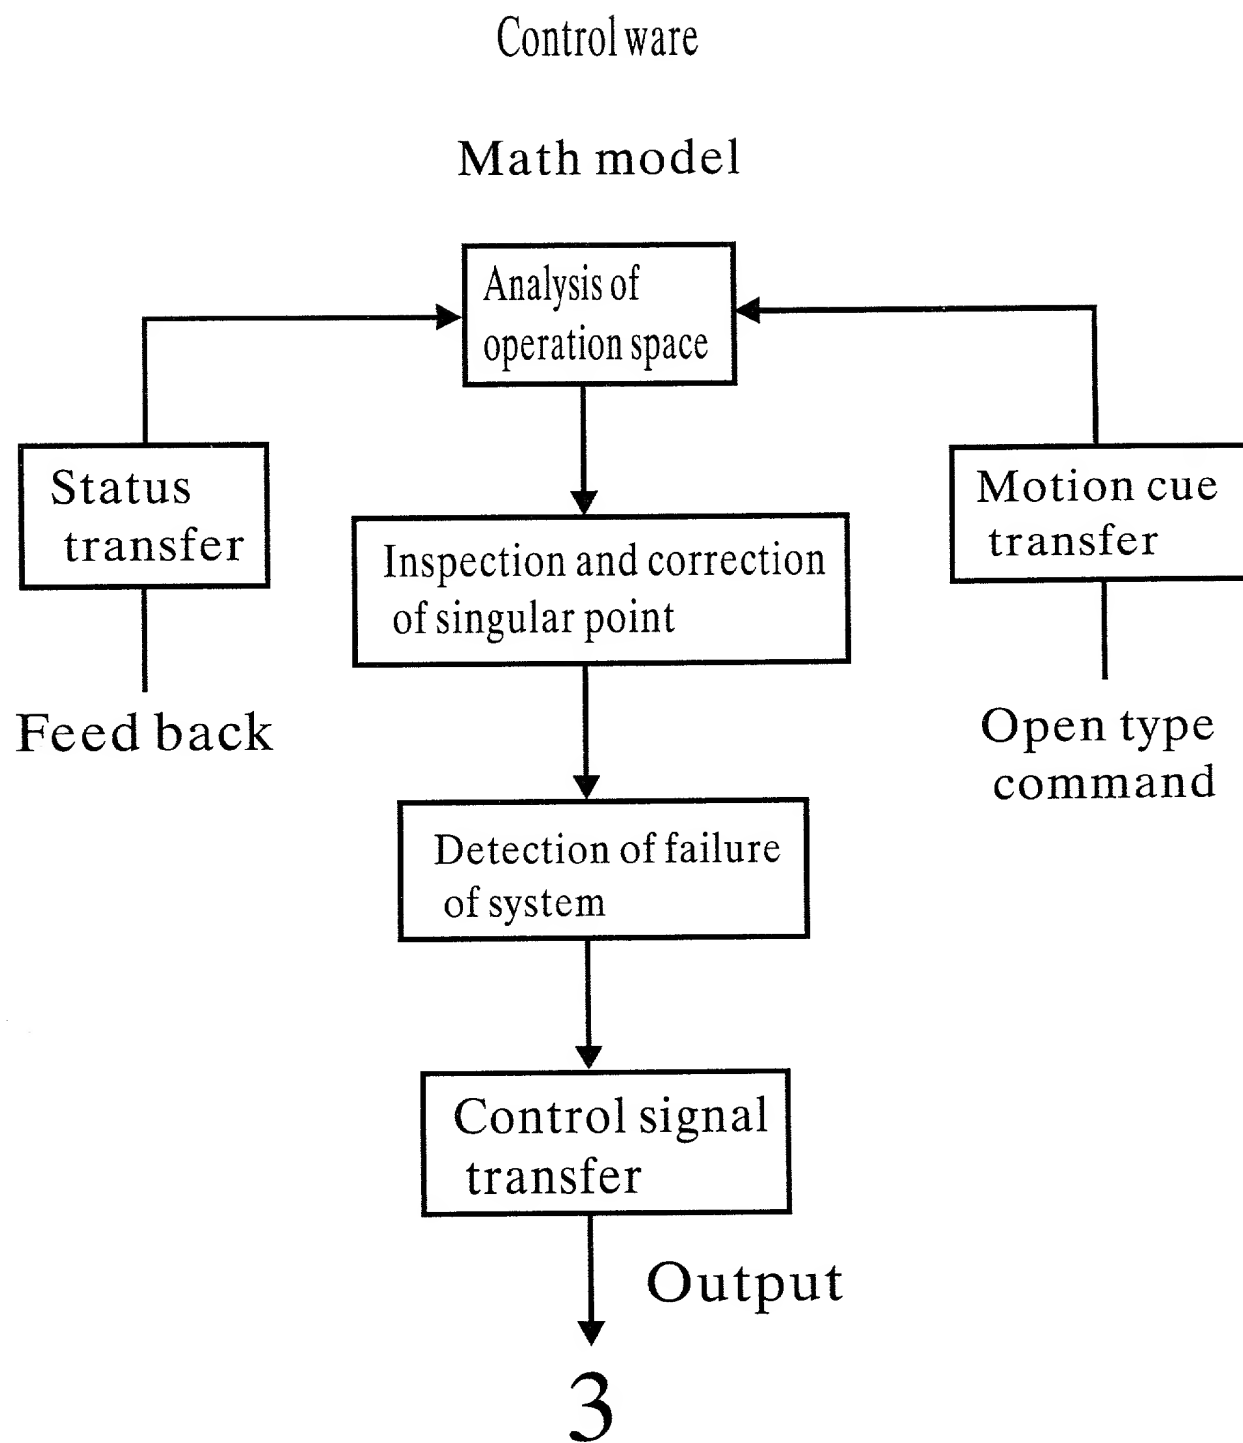 Control ware
Math model
Analysis of
operation space
Status
transfer
Motion cue
transfer
Inspection and correction
of singular point
Feed back
Open type
command
Detection of failure
of system
Control signal
transfer
Output
3